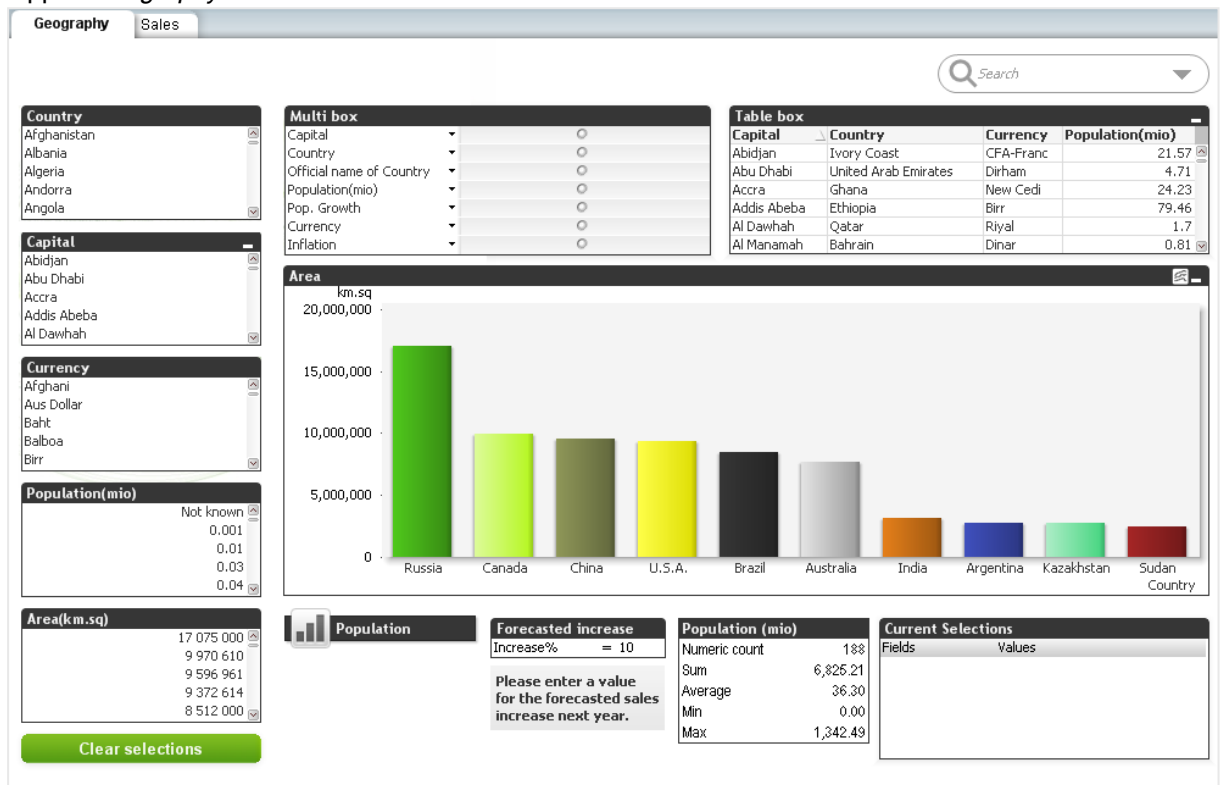 Geography Sales
Search
Country
Afghanistan
Albania
Algeria
Andorra
Angola
Capital
Abidjan
Abu Dhabi
Accra
Addis Abeba
Al Dawhah
Currency
Afghani
Aus Dollar
Baht
Balboa
Birr
Population(mio)
Not known
0.001
0.01
0.03
0.04
Area(km.sq)
17 075 000
9 970 610
9 596 961
9 372 614
8 512 000
Clear selections
Multi box
Capital
Country
Official name of Country
Population(mio)
Pop. Growth
Currency
Inflation
Table box
Capital Country Currency Population(mio)
Abidjan Ivory Coast CFA-Franc 21.57
Abu Dhabi United Arab Emirates Dirham 4.71
Accra Ghana New Cedi 24.23
Addis Abeba Ethiopia Birr 79.46
Al Dawhah Qatar Riyal 1.7
Al Manamah Bahrain Dinar 0.81
Area
km.sq
20,000,000
15,000,000
10,000,000
5,000,000
0
Russia Canada China U.S.A. Brazil Australia India Argentina Kazakhstan Sudan
Country
Population
Forecasted increase
Increase% = 10
Please enter a value
for the forecasted sales
increase next year.
Population (mio)
Numeric count 188
Sum 6,825.21
Average 36.30
Min 0.00
Max 1,342.49
Current Selections
Fields Values